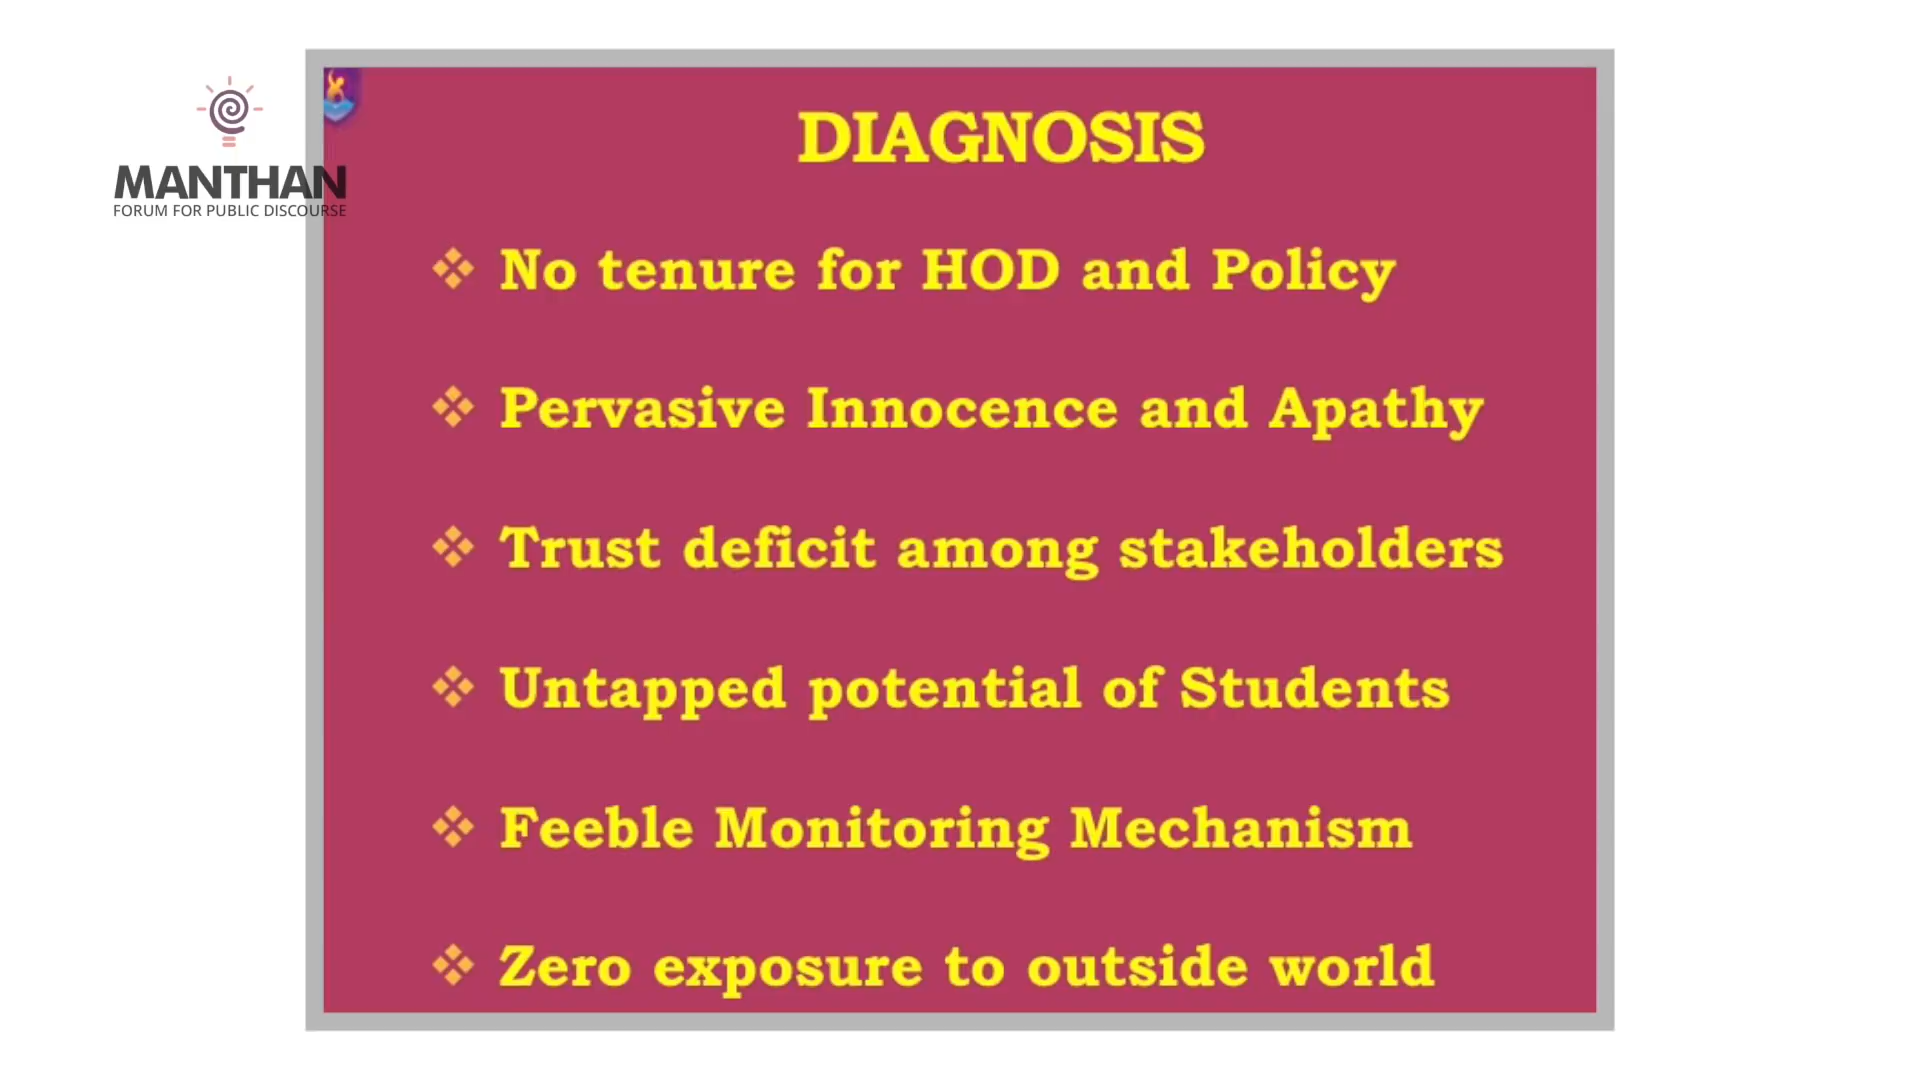 MANTHAN
FORUM FOR PUBLIC DISCOURSE
DIAGNOSIS
No tenure for HOD and Policy
Pervasive Innocence and Apathy
Trust deficit among stakeholders
Untapped potential of Students
Feeble Monitoring Mechanism
Zero exposure to outside world